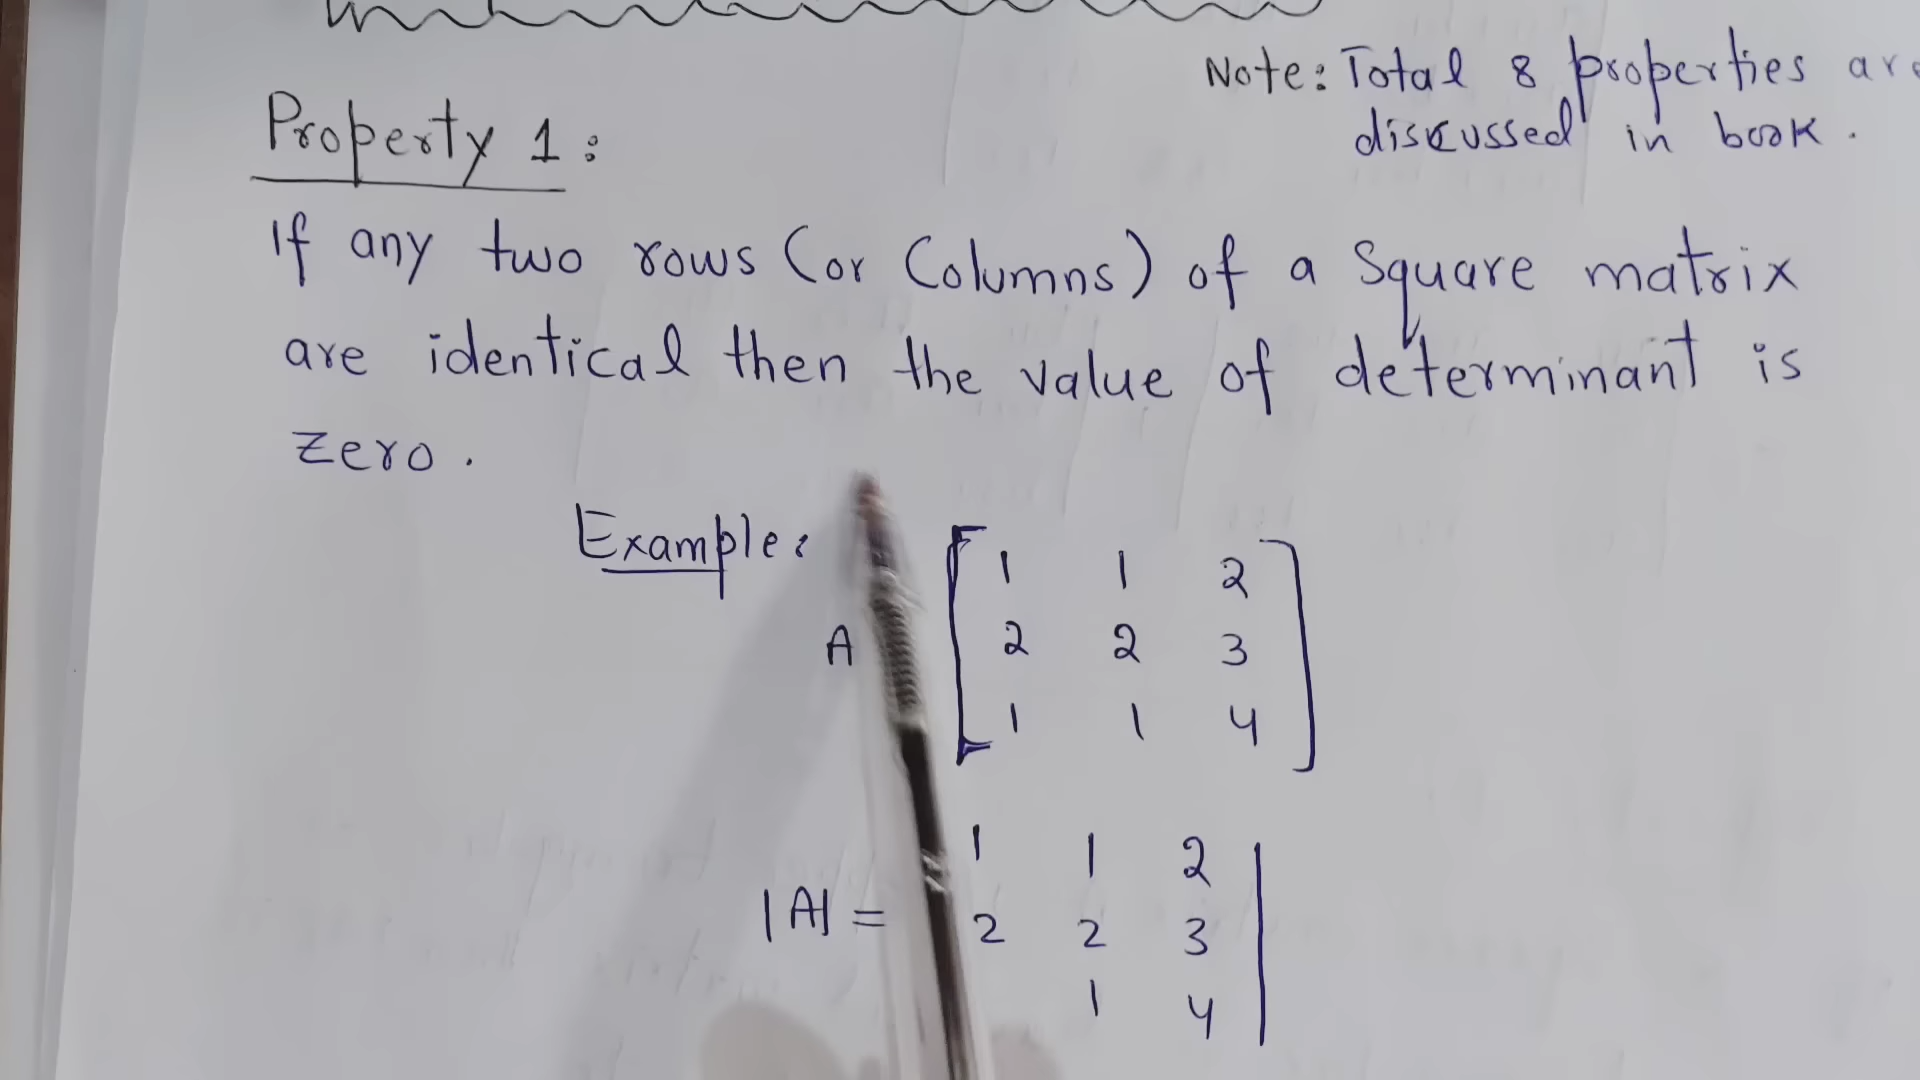 Note: Total 8 properties are
discussed in book.
Property 1:
If any two rows (or Columns) of a Square matrix
are identical then the value of determinant is
Zero.
Example:
A [ 1 1 2
2 2 3
1 1 4 ]
|A| = 1 1 2 |
2 2 3
1 4